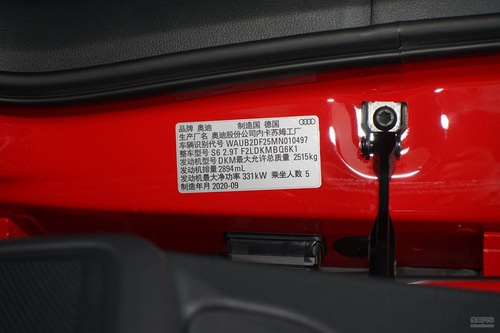 品牌 奥迪 制造国 德国
生产厂名 奥迪股份公司内卡苏姆工厂
车辆识别代号 WAUB2DF25MN010497
整车型号 S6 2.9T F2LDKMBQ6K1
发动机型号 DKM最大允许总质量 2515kg
发动机排量 2894mL
发动机最大净功率 331kW 乘坐人数 5
制造年月 2020-09